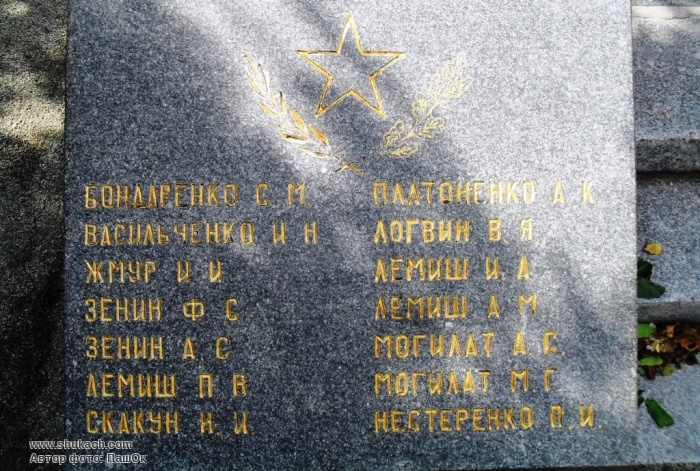 БОНДАРЕНКО С. М
ВАСИЛЬЧЕНКО И Н
ЖМУР И И
ЗЕНИН Ф С
ЗЕНИН А С
ЛЕМИШ П В
СКАКУН Н И
ПЛАТОНЕНКО А. К
ЛОГВИН В. Я
ЛЕМИШ И. А
ЛЕМИШ А М.
МОГИЛАТ А. С.
МОГИЛАТ М. Г
НЕСТЕРЕНКО П. И.
www.shukach.com
Автор фото: ПашОк